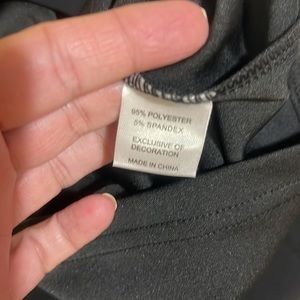 95% POLYESTER
5% SPANDEX
EXCLUSIVE OF
DECORATION
MADE IN CHINA